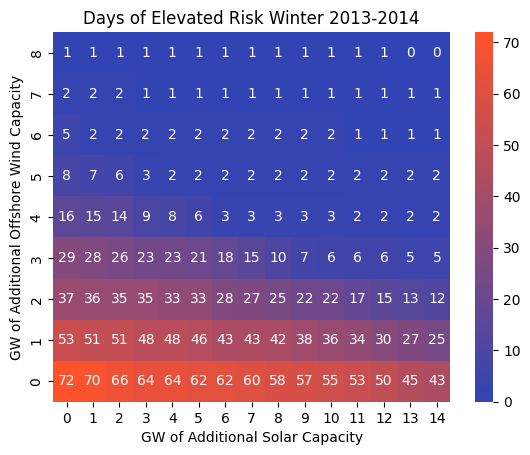 Days of Elevated Risk Winter 2013-2014
GW of Additional Offshore Wind Capacity
8 1 1 1 1 1 1 1 1 1 1 1 1 1 0 0
7 2 2 2 1 1 1 1 1 1 1 1 1 1 1 1
6 5 2 2 2 2 2 2 2 2 2 2 1 1 1 1
5 8 7 6 3 2 2 2 2 2 2 2 2 2 2 2
4 16 15 14 9 8 6 3 3 3 3 3 2 2 2 2
3 29 28 26 23 23 21 18 15 10 7 6 6 6 5 5
2 37 36 35 35 33 33 28 27 25 22 22 17 15 13 12
1 53 51 51 48 48 46 43 43 42 38 36 34 30 27 25
0 72 70 66 64 64 62 62 60 58 57 55 53 50 45 43
0 1 2 3 4 5 6 7 8 9 10 11 12 13 14
GW of Additional Solar Capacity
70
60
50
40
30
20
10
0